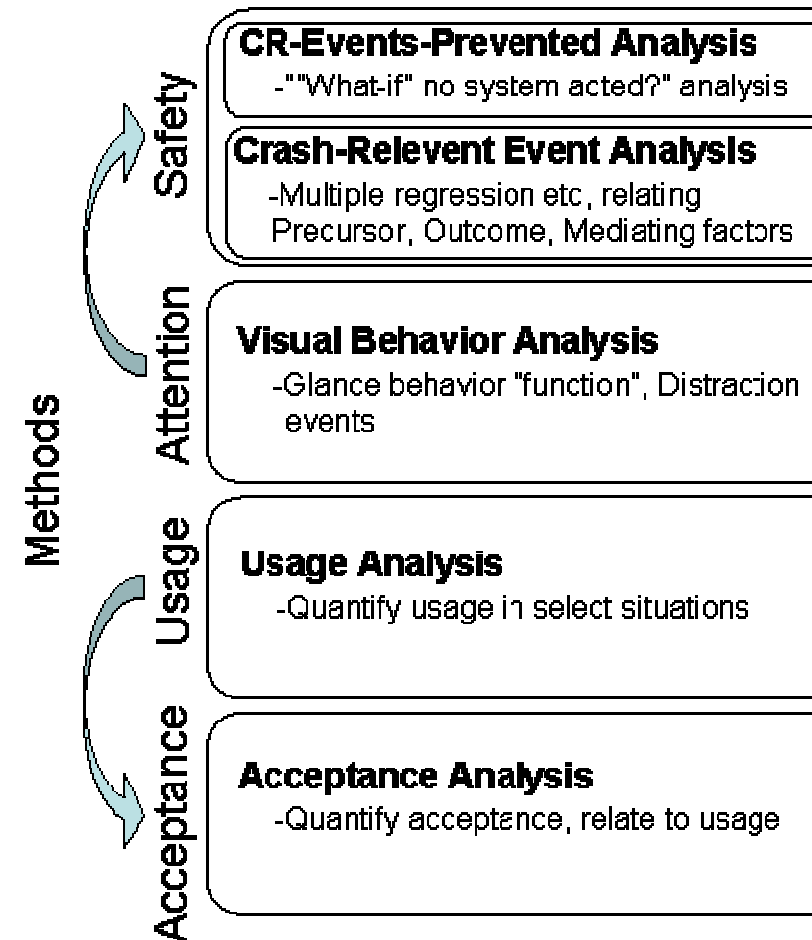 Methods
Safety
CR-Events-Prevented Analysis
-""What-if" no system acted?" analysis
Crash-Relevent Event Analysis
-Multiple regression etc, relating
Precursor, Outcome, Mediating factors
Attention
Visual Behavior Analysis
-Glance behavior "function", Distraction
events
Usage
Usage Analysis
-Quantify usage in select situations
Acceptance
Acceptance Analysis
-Quantify acceptance, relate to usage